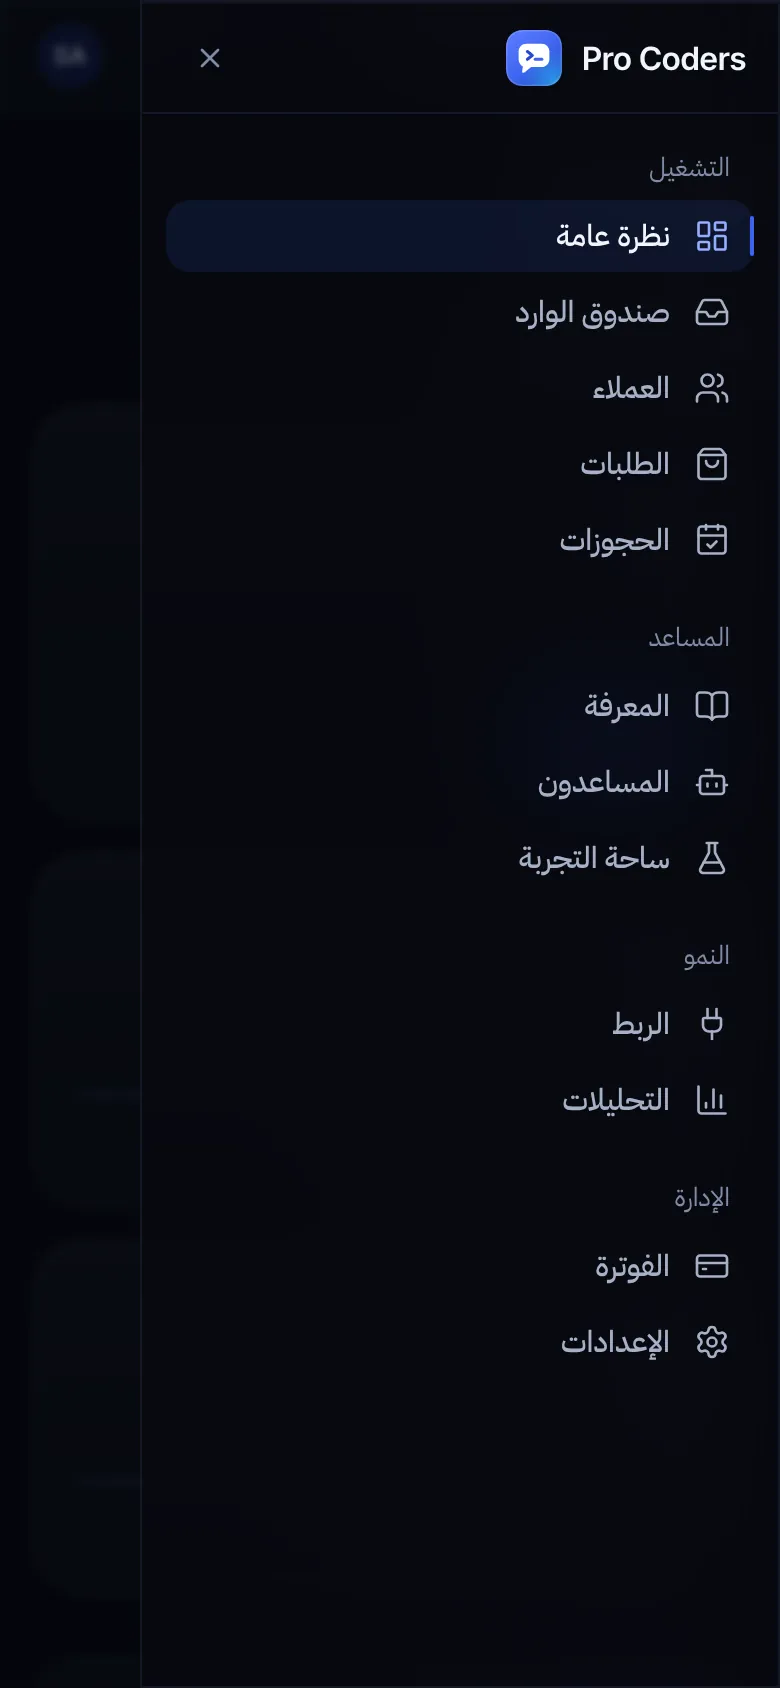 Pro Coders
التشغيل
نظرة عامة
صندوق الوارد
العملاء
الطلبات
الحجوزات
المساعد
المعرفة
المساعدون
ساحة التجربة
النمو
الربط
التحليلات
الإدارة
الفوترة
الإعدادات